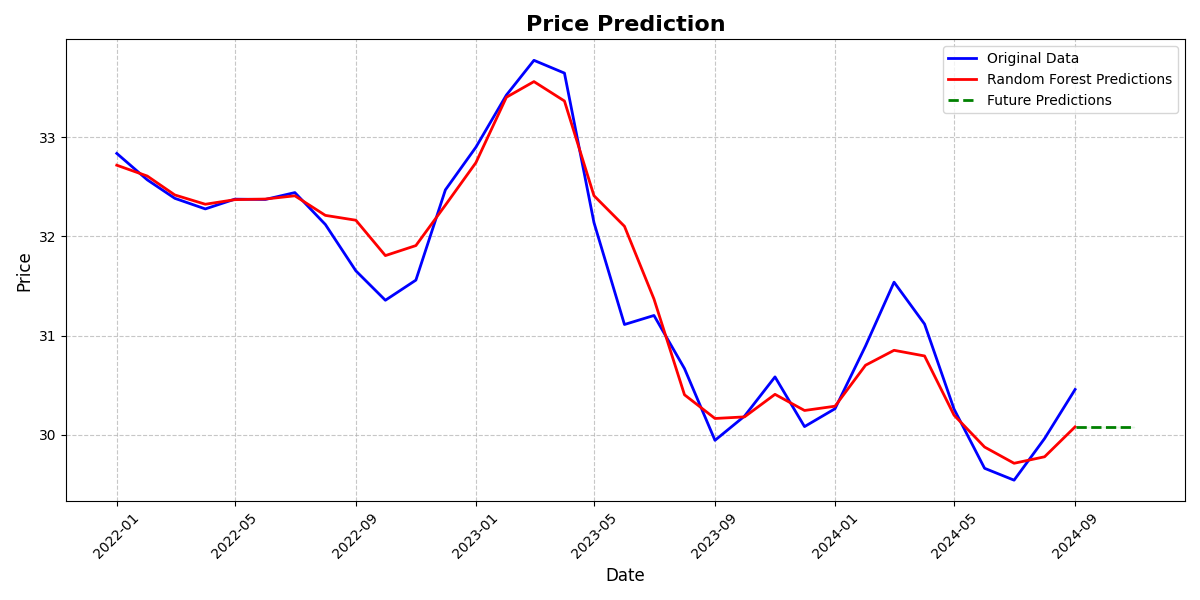 Price Prediction
Original Data
Random Forest Predictions
Future Predictions
Price
33
32
31
30
2022-01
2022-05
2022-09
2023-01
2023-05
2023-09
2024-01
2024-05
2024-09
Date